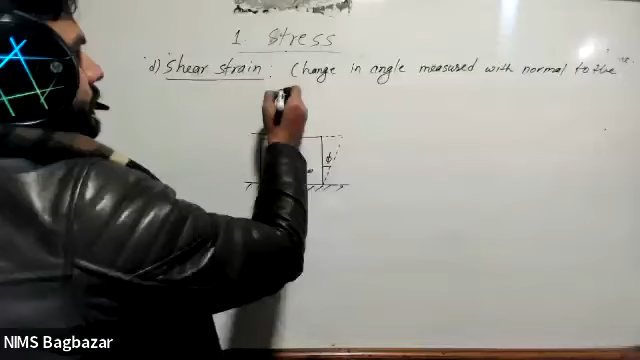 1 Stress
d) Shear strain : Change in angle measured with normal to the
φ
NIMS Bagbazar